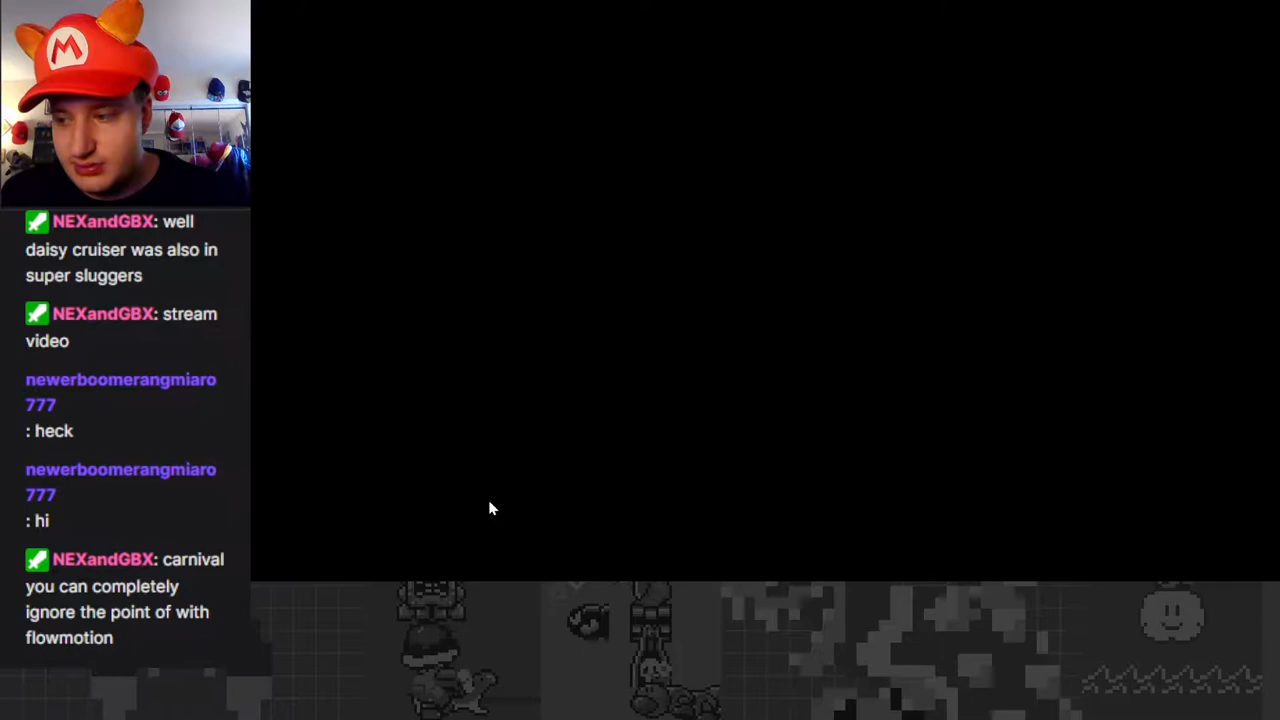 M
NEXandGBX: well
daisy cruiser was also in
super sluggers
NEXandGBX: stream
video
newerboomerangmiaro
777
: heck
newerboomerangmiaro
777
: hi
NEXandGBX: carnival
you can completely
ignore the point of with
flowmotion